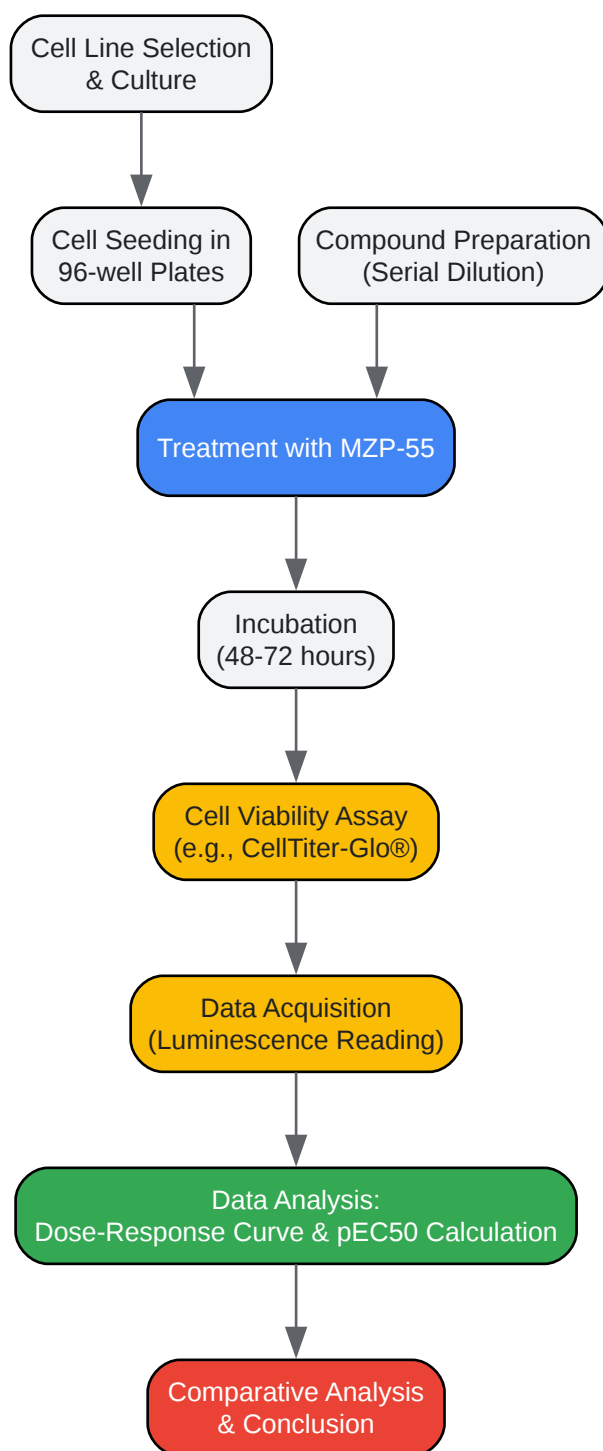 Cell Line Selection
& Culture
Cell Seeding in
96-well Plates
Compound Preparation
(Serial Dilution)
Treatment with MZP-55
Incubation
(48-72 hours)
Cell Viability Assay
(e.g., CellTiter-Glo®)
Data Acquisition
(Luminescence Reading)
Data Analysis:
Dose-Response Curve & pEC50 Calculation
Comparative Analysis
& Conclusion